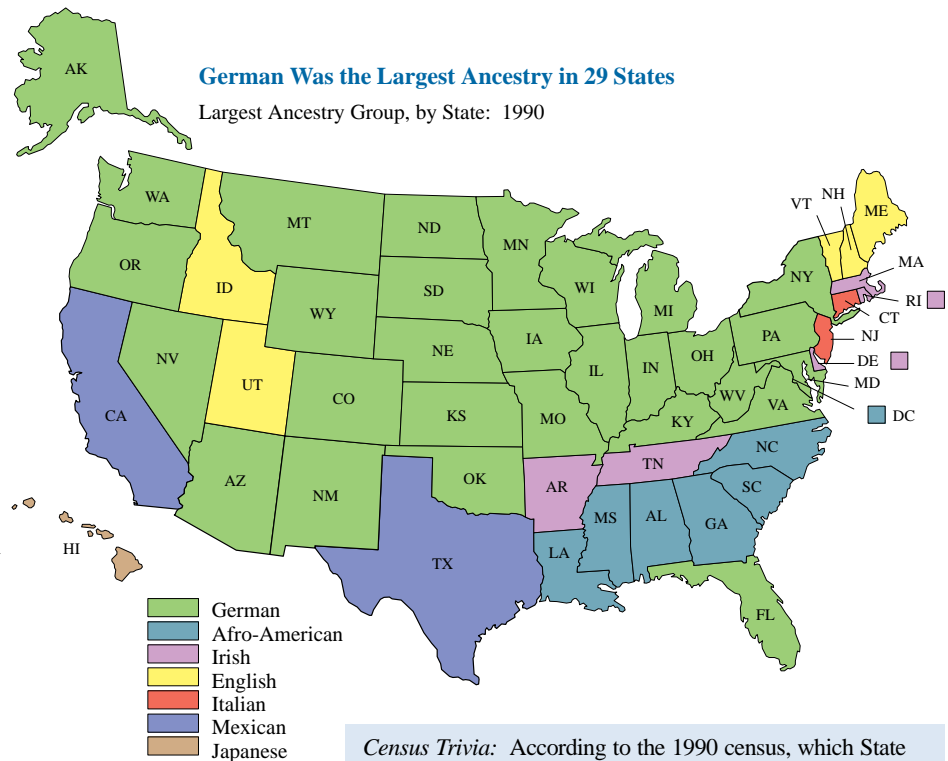 German Was the Largest Ancestry in 29 States
Largest Ancestry Group, by State: 1990
AK
WA
OR
CA
NV
ID
UT
AZ
MT
WY
CO
NM
ND
SD
NE
KS
OK
TX
MN
IA
MO
AR
LA
WI
IL
MI
IN
OH
KY
TN
MS
AL
GA
FL
SC
NC
VA
WV
PA
NY
VT
NH
ME
MA
RI
CT
NJ
DE
MD
DC
HI
German
Afro-American
Irish
English
Italian
Mexican
Japanese
Census Trivia: According to the 1990 census, which State